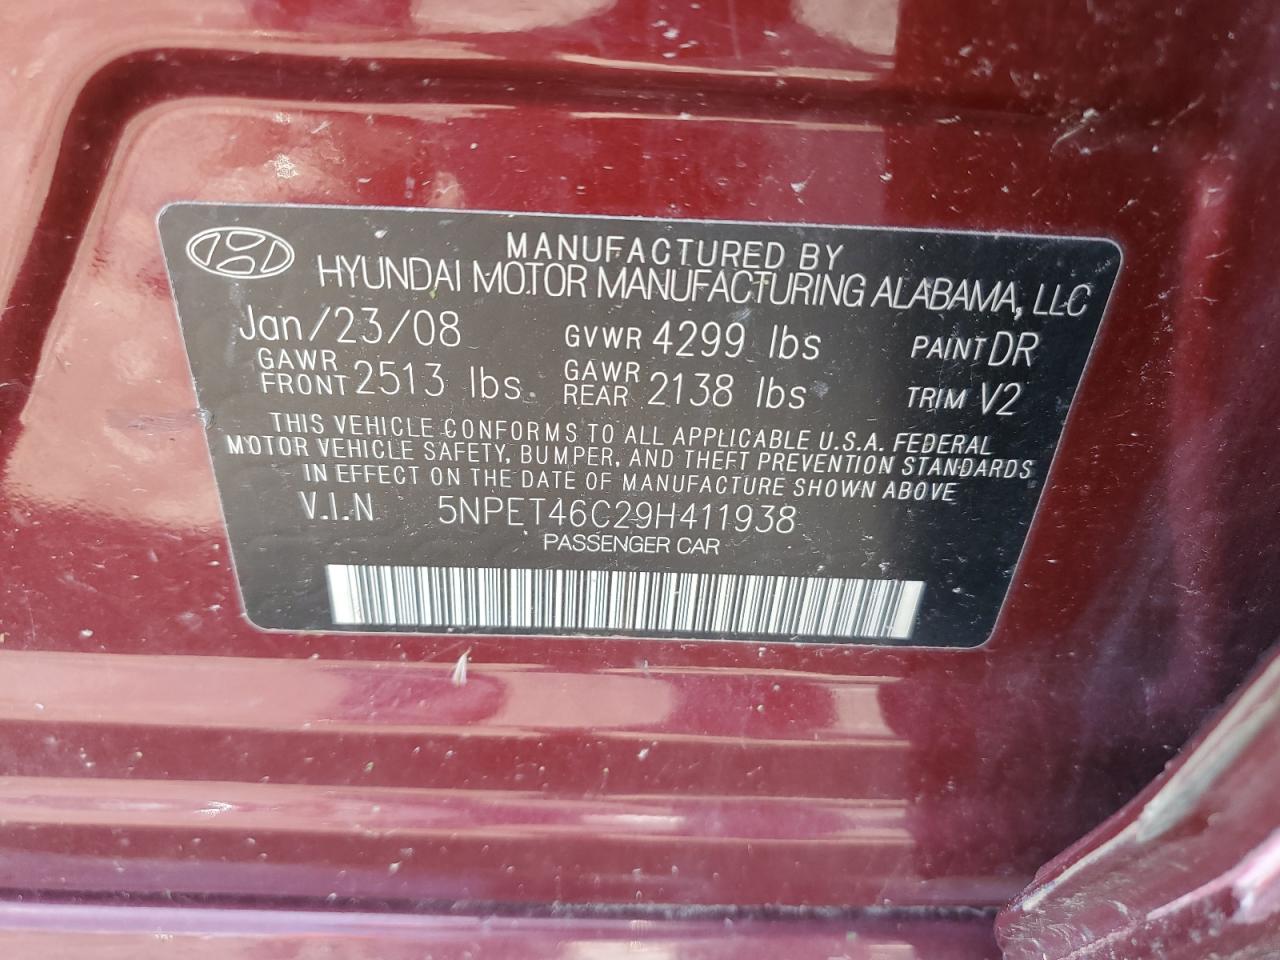 MANUFACTURED BY
HYUNDAI MOTOR MANUFACTURING ALABAMA, LLC
Jan/23/08 GVWR 4299 lbs PAINT DR
GAWR FRONT 2513 lbs. GAWR REAR 2138 lbs TRIM V2
THIS VEHICLE CONFORMS TO ALL APPLICABLE U.S.A. FEDERAL
MOTOR VEHICLE SAFETY, BUMPER, AND THEFT PREVENTION STANDARDS
IN EFFECT ON THE DATE OF MANUFACTURE SHOWN ABOVE
V.I.N 5NPET46C29H411938
PASSENGER CAR